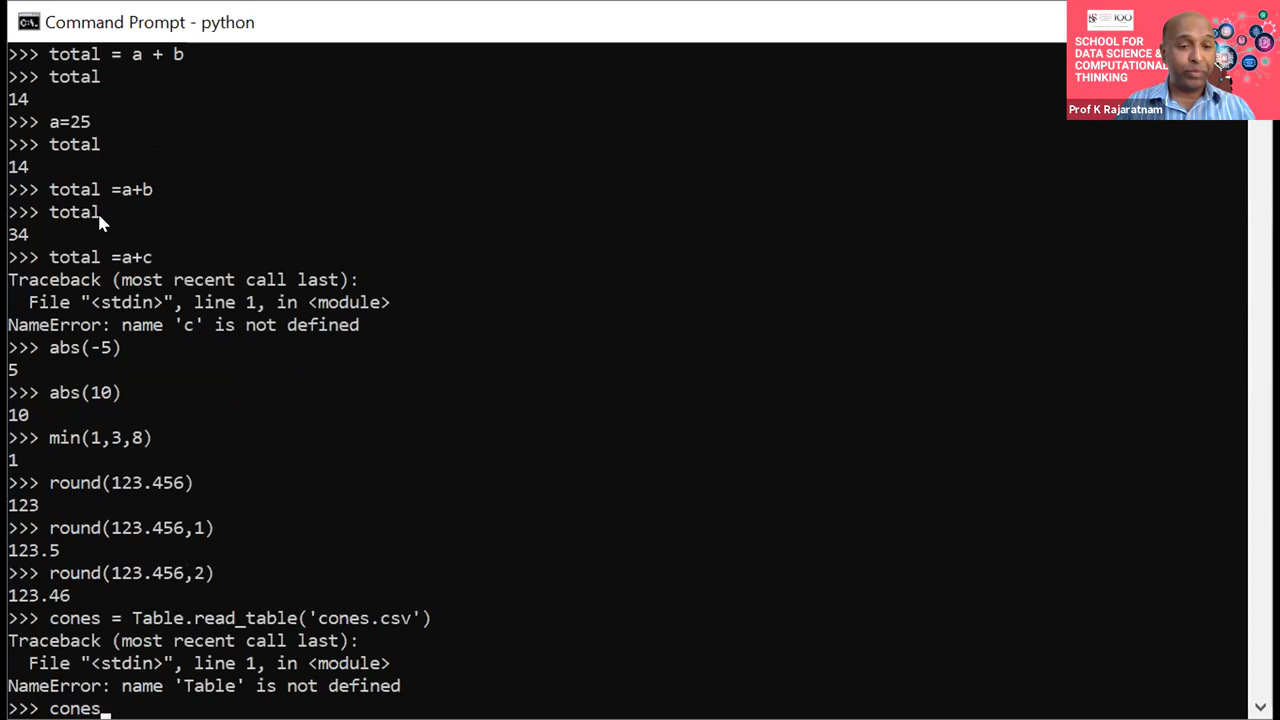 Command Prompt - python
>>> total = a + b
>>> total
14
>>> a=25
>>> total
14
>>> total =a+b
>>> total
34
>>> total =a+c
Traceback (most recent call last):
  File "<stdin>", line 1, in <module>
NameError: name 'c' is not defined
>>> abs(-5)
5
>>> abs(10)
10
>>> min(1,3,8)
1
>>> round(123.456)
123
>>> round(123.456,1)
123.5
>>> round(123.456,2)
123.46
>>> cones = Table.read_table('cones.csv')
Traceback (most recent call last):
  File "<stdin>", line 1, in <module>
NameError: name 'Table' is not defined
>>> cones_
100
SCHOOL FOR
DATA SCIENCE &
COMPUTATIONAL
THINKING
Prof K Rajaratnam